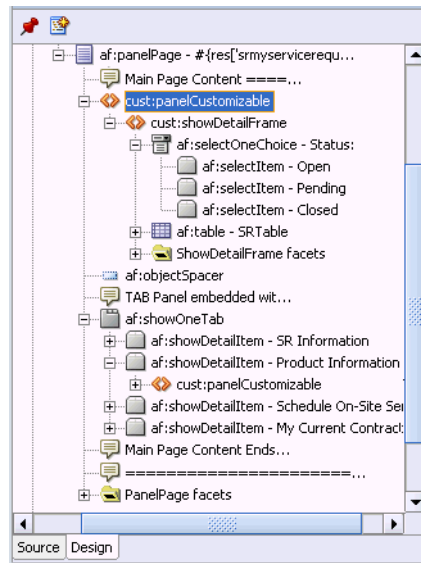 af:panelPage - #{res['srmyservicerequ...
Main Page Content ====...
cust:panelCustomizable
cust:showDetailFrame
af:selectOneChoice - Status:
af:selectItem - Open
af:selectItem - Pending
af:selectItem - Closed
af:table - SRTable
ShowDetailFrame facets
af:objectSpacer
TAB Panel embedded wit...
af:showOneTab
af:showDetailItem - SR Information
af:showDetailItem - Product Information
cust:panelCustomizable
af:showDetailItem - Schedule On-Site Ser
af:showDetailItem - My Current Contract
Main Page Content Ends...
======================...
PanelPage facets
Source Design